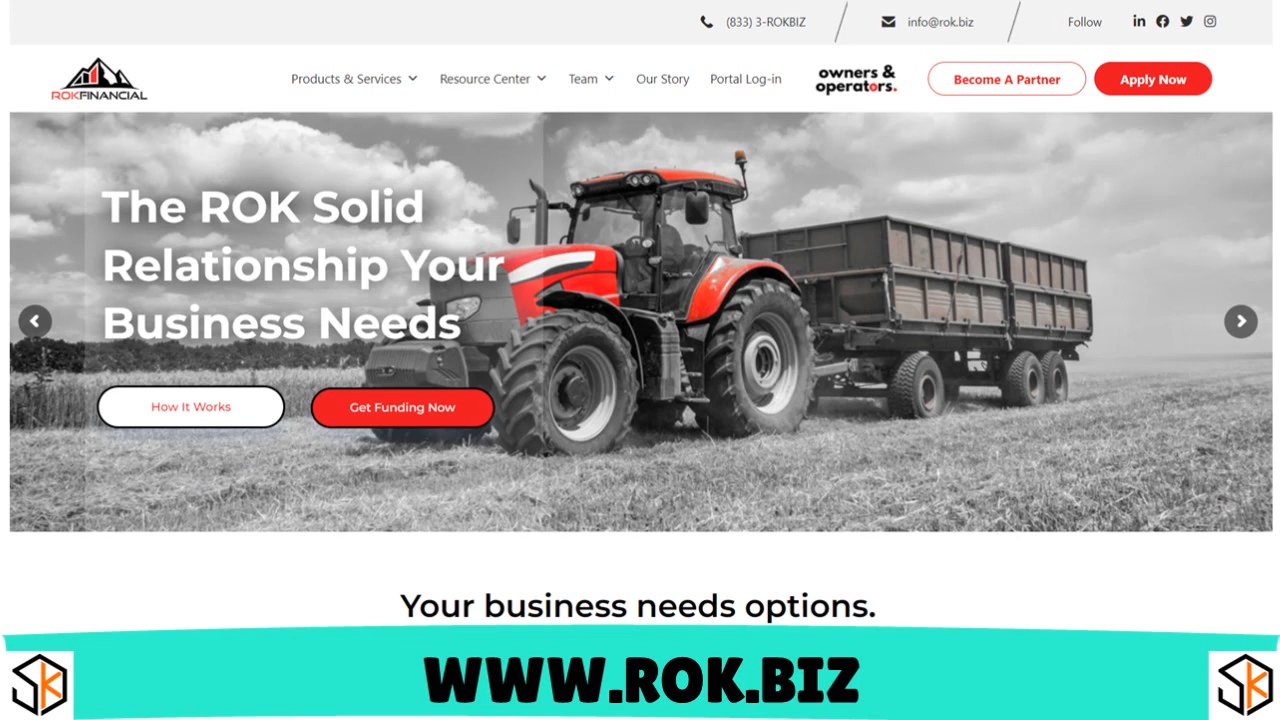 (833) 3-ROKBIZ
info@rok.biz
Follow
ROKFINANCIAL
Products & Services
Resource Center
Team
Our Story
Portal Log-in
owners &
operators.
Become A Partner
Apply Now
The ROK Solid
Relationship Your
Business Needs
How It Works
Get Funding Now
Your business needs options.
WWW.ROK.BIZ
SK
SK